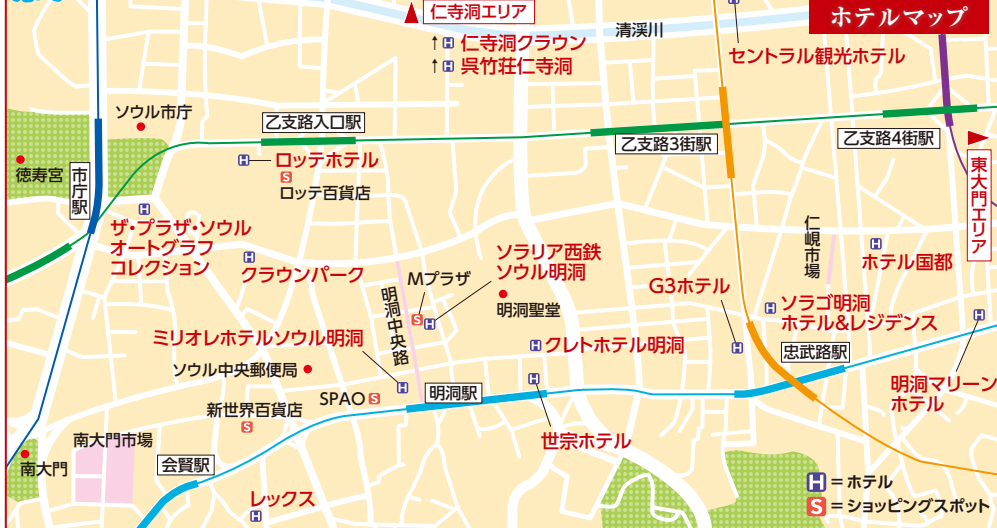 仁寺洞エリア
ホテルマップ
↑H 仁寺洞クラウン
↑H 呉竹荘仁寺洞
清渓川
セントラル観光ホテル
ソウル市庁
乙支路入口駅
乙支路3街駅
乙支路4街駅
東大門エリア
徳寿宮
市庁駅
H
ロッテホテル
S
ロッテ百貨店
H
ザ・プラザ・ソウル
オートグラフ
コレクション
H
クラウンパーク
Mプラザ
S
H
ソラリア西鉄
ソウル明洞
明洞聖堂
明洞中央路
仁峴市場
H
ホテル国都
G3ホテル
H
H
ソラゴ明洞
ホテル&レジデンス
H
ミリオレホテルソウル明洞
H
H クレトホテル明洞
忠武路駅
ソウル中央郵便局
SPAO S
明洞駅
H
世宗ホテル
H
明洞マリーン
ホテル
新世界百貨店
S
南大門市場
南大門
会賢駅
レックス
H
H =ホテル
S =ショッピングスポット